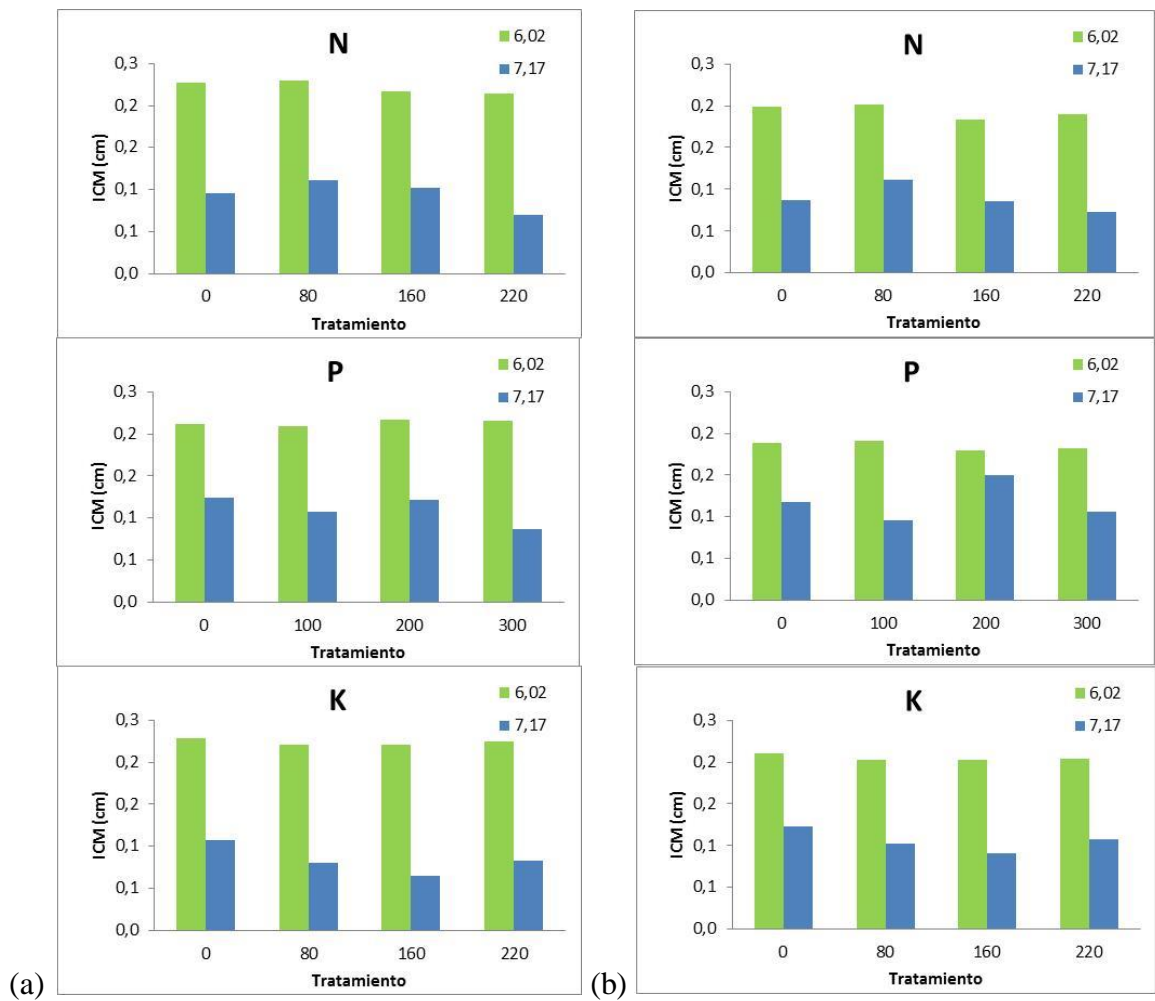 N
6,02
7,17
0,3
0,2
0,2
0,1
0,1
0,0
ICM (cm)
0 80 160 220
Tratamiento
N
6,02
7,17
0,3
0,2
0,2
0,1
0,1
0,0
ICM (cm)
0 80 160 220
Tratamiento
P
6,02
7,17
0,3
0,2
0,2
0,1
0,1
0,0
ICM (cm)
0 100 200 300
Tratamiento
P
6,02
7,17
0,3
0,2
0,2
0,1
0,1
0,0
ICM (cm)
0 100 200 300
Tratamiento
K
6,02
7,17
0,3
0,2
0,2
0,1
0,1
0,0
ICM (cm)
0 80 160 220
Tratamiento
(a)
K
6,02
7,17
0,3
0,2
0,2
0,1
0,1
0,0
ICM (cm)
0 80 160 220
Tratamiento
(b)